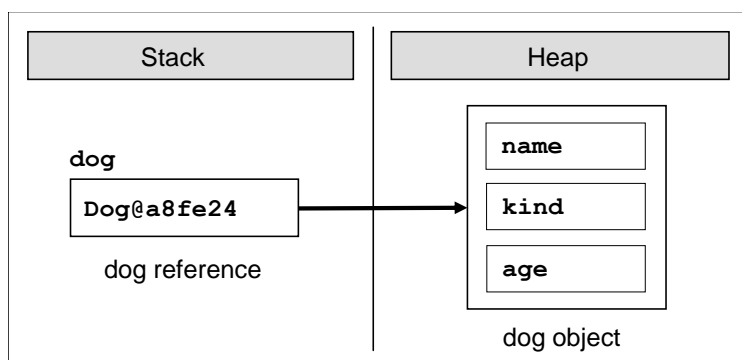 Stack
Heap
dog
Dog@a8fe24
dog reference
name
kind
age
dog object